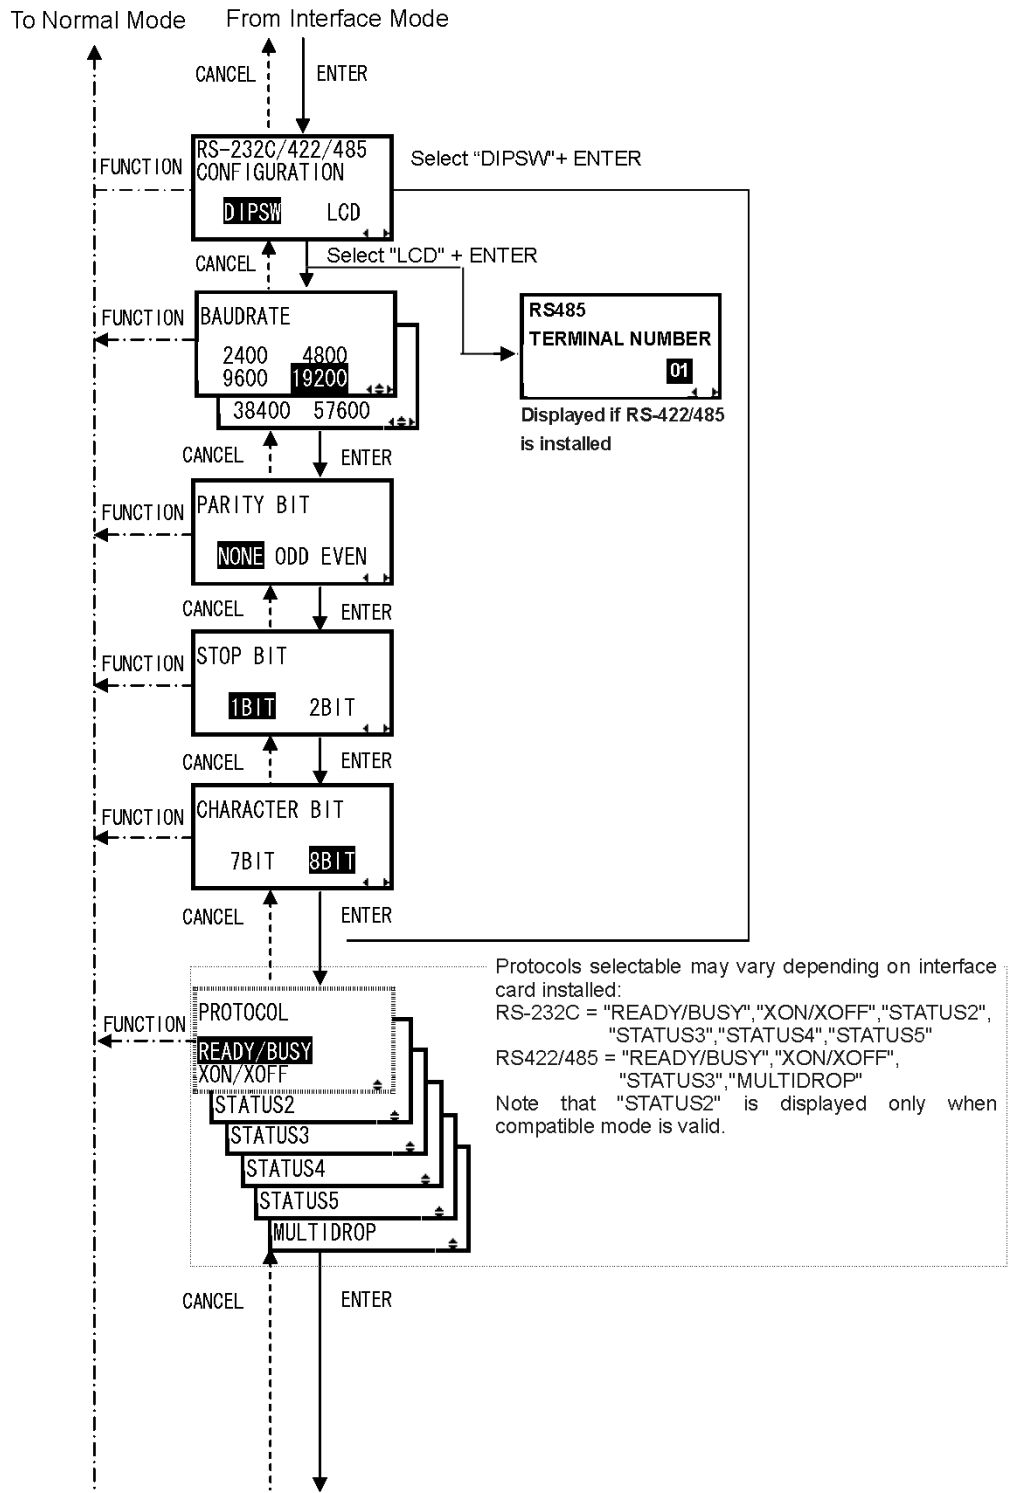 To Normal Mode
From Interface Mode
CANCEL
ENTER
RS-232C/422/485
CONFIGURATION
DIPSW LCD
FUNCTION
Select “DIPSW"+ ENTER
CANCEL
Select "LCD" + ENTER
FUNCTION
BAUDRATE
2400 4800
9600 19200
38400 57600
RS485
TERMINAL NUMBER
01
Displayed if RS-422/485
is installed
CANCEL
ENTER
FUNCTION
PARITY BIT
NONE ODD EVEN
CANCEL
ENTER
FUNCTION
STOP BIT
1BIT 2BIT
CANCEL
ENTER
FUNCTION
CHARACTER BIT
7BIT 8BIT
CANCEL
ENTER
FUNCTION
PROTOCOL
READY/BUSY
XON/XOFF
STATUS2
STATUS3
STATUS4
STATUS5
MULTIDROP
Protocols selectable may vary depending on interface
card installed:
RS-232C = "READY/BUSY","XON/XOFF","STATUS2",
"STATUS3","STATUS4","STATUS5"
RS422/485 = "READY/BUSY","XON/XOFF",
"STATUS3","MULTIDROP"
Note that "STATUS2" is displayed only when
compatible mode is valid.
CANCEL
ENTER